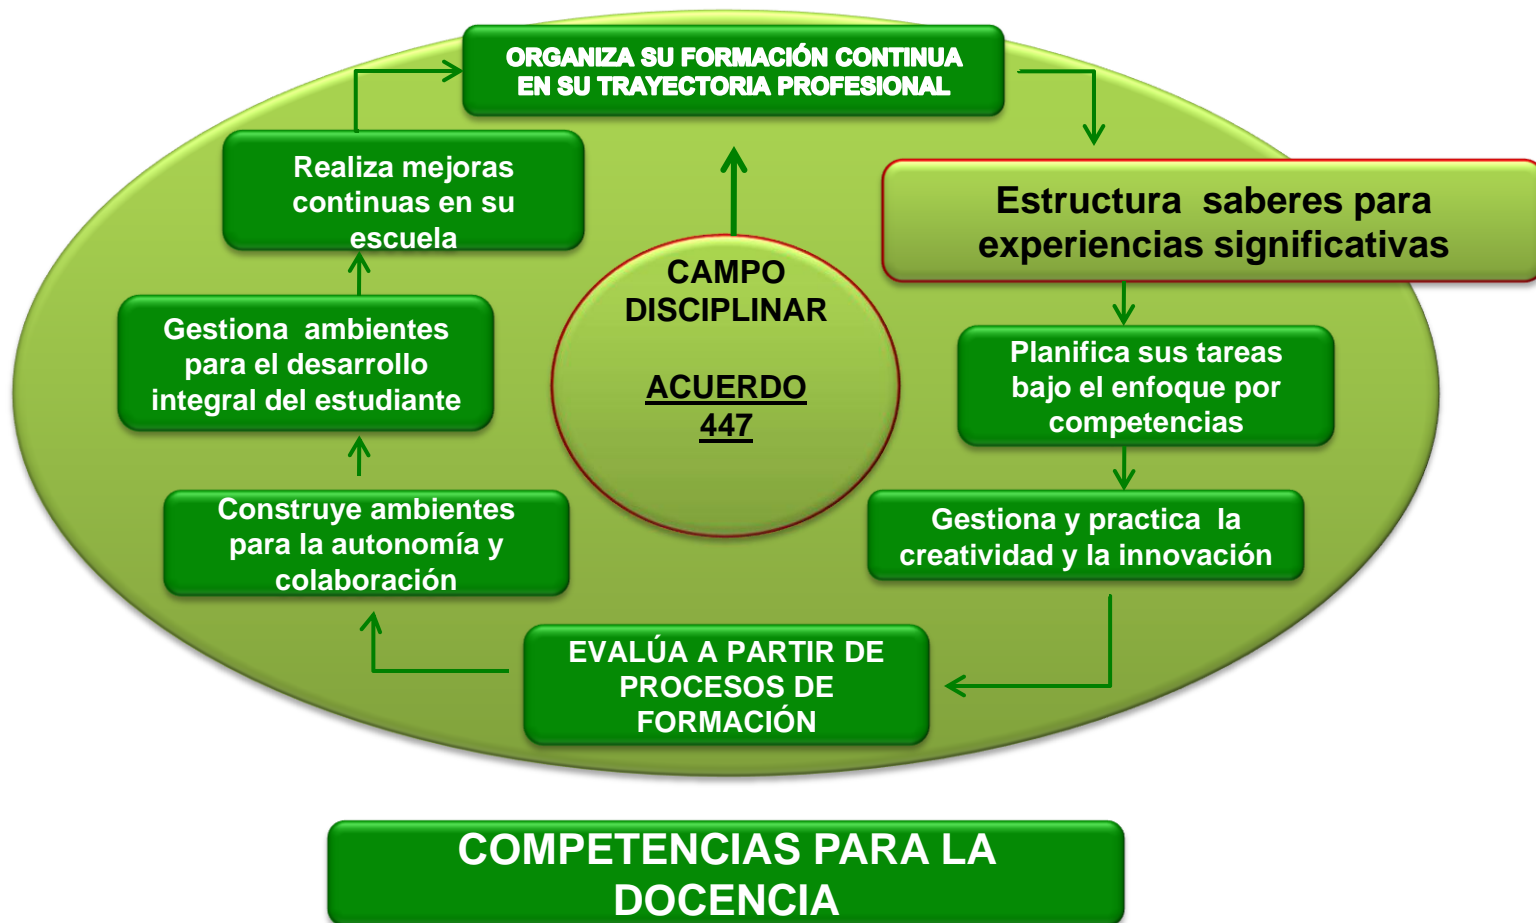 ORGANIZA SU FORMACIÓN CONTINUA
EN SU TRAYECTORIA PROFESIONAL
Realiza mejoras
continuas en su
escuela
Estructura saberes para
experiencias significativas
CAMPO
DISCIPLINAR
ACUERDO
447
Gestiona ambientes
para el desarrollo
integral del estudiante
Planifica sus tareas
bajo el enfoque por
competencias
Construye ambientes
para la autonomía y
colaboración
Gestiona y practica la
creatividad y la innovación
EVALÚA A PARTIR DE
PROCESOS DE
FORMACIÓN
COMPETENCIAS PARA LA
DOCENCIA